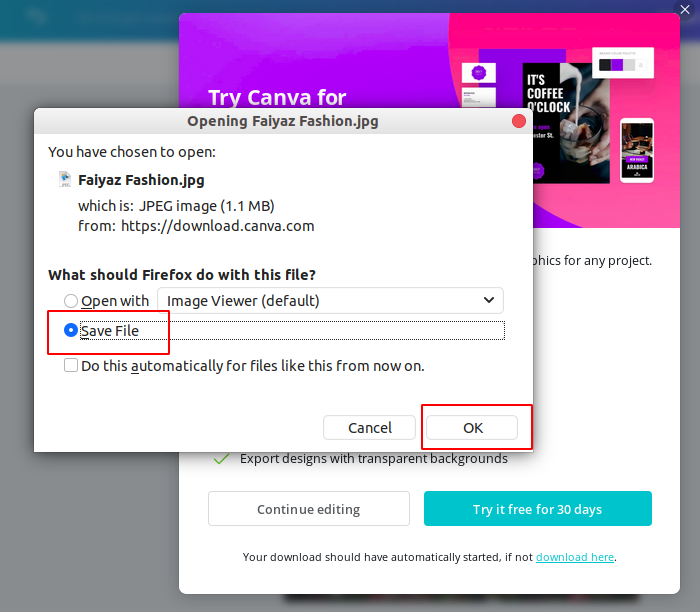 Try Canva for
IT'S
COFFEE
O'CLOCK
ARABICA
Opening Faiyaz Fashion.jpg
You have chosen to open:
JPEG
Faiyaz Fashion.jpg
which is: JPEG image (1.1 MB)
from: https://download.canva.com
phics for any project.
What should Firefox do with this file?
Open with Image Viewer (default)
Save File
Do this automatically for files like this from now on.
Cancel OK
Export designs with transparent backgrounds
Continue editing Try it free for 30 days
Your download should have automatically started, if not download here.